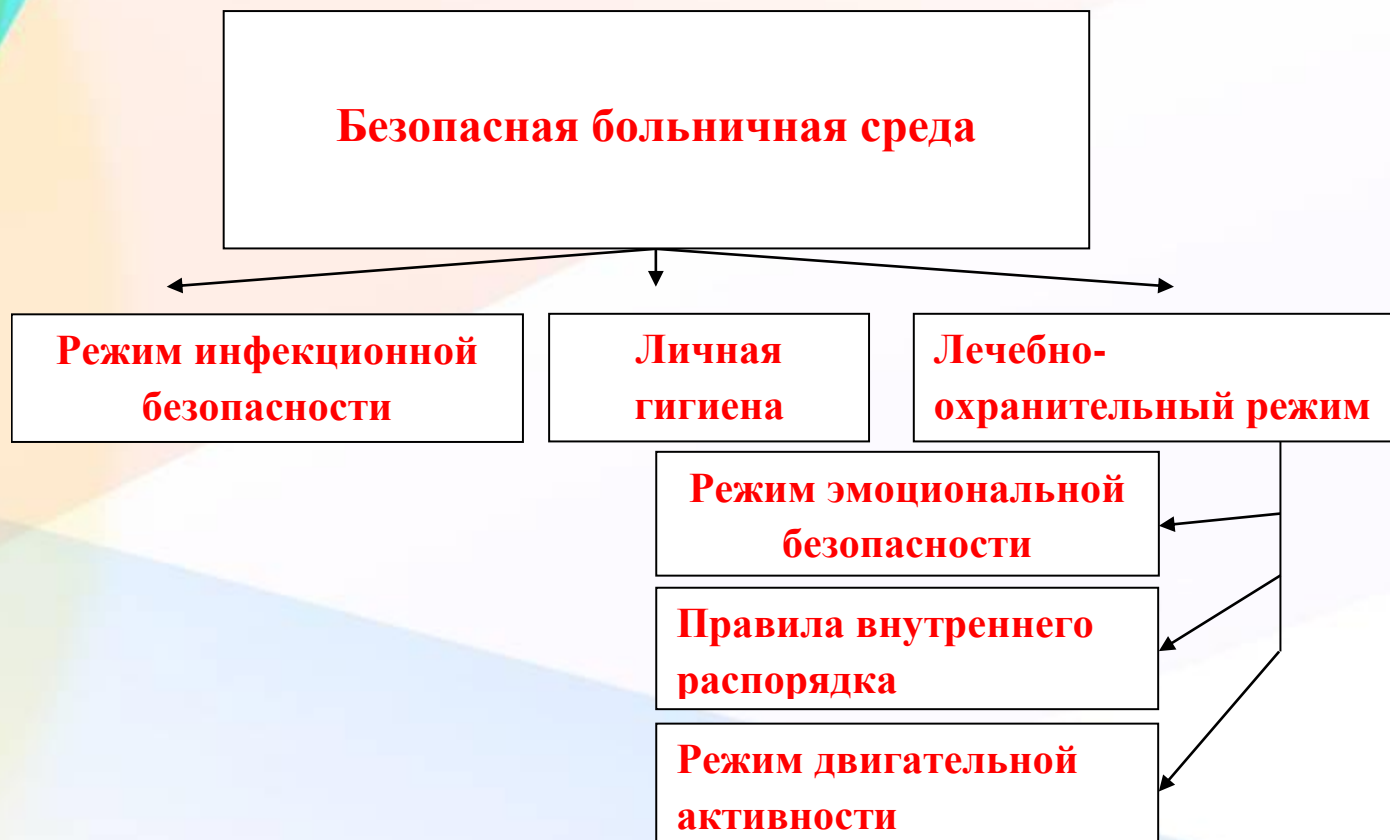 Безопасная больничная среда
Режим инфекционной
безопасности
Личная
гигиена
Лечебно-
охранительный режим
Режим эмоциональной
безопасности
Правила внутреннего
распорядка
Режим двигательной
активности